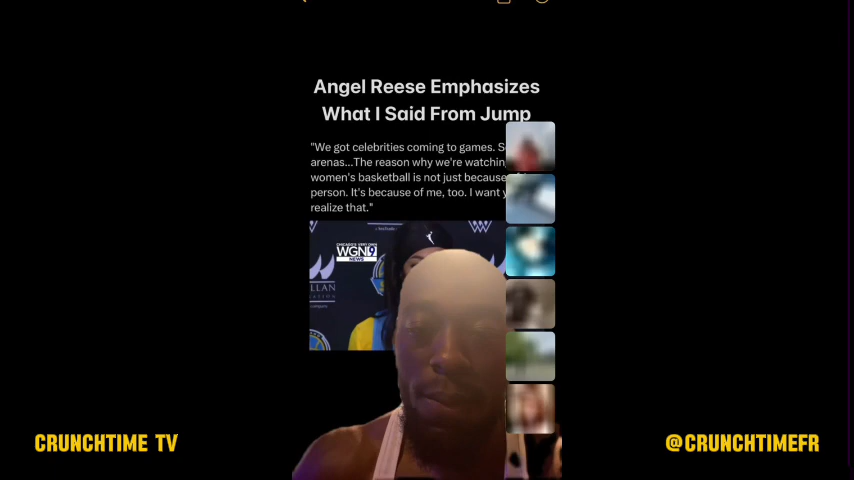 Angel Reese Emphasizes
What I Said From Jump
"We got celebrities coming to games. S
arenas...The reason why we're watchin
women's basketball is not just because
person. It's because of me, too. I want
realize that."
WGN 9
NEWS
CRUNCHTIME TV
@CRUNCHTIMEFR